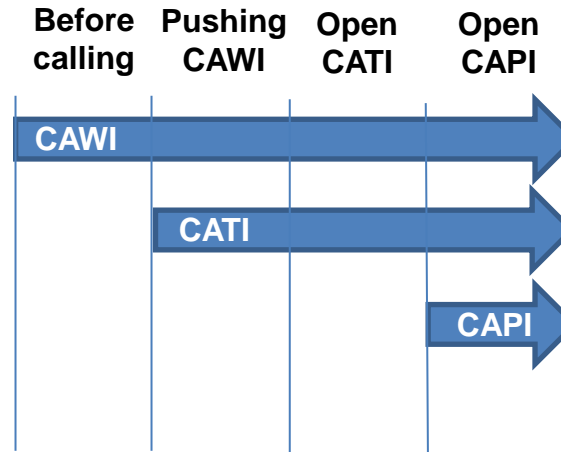 Before calling
Pushing CAWI
Open CATI
Open CAPI
CAWI
CATI
CAPI